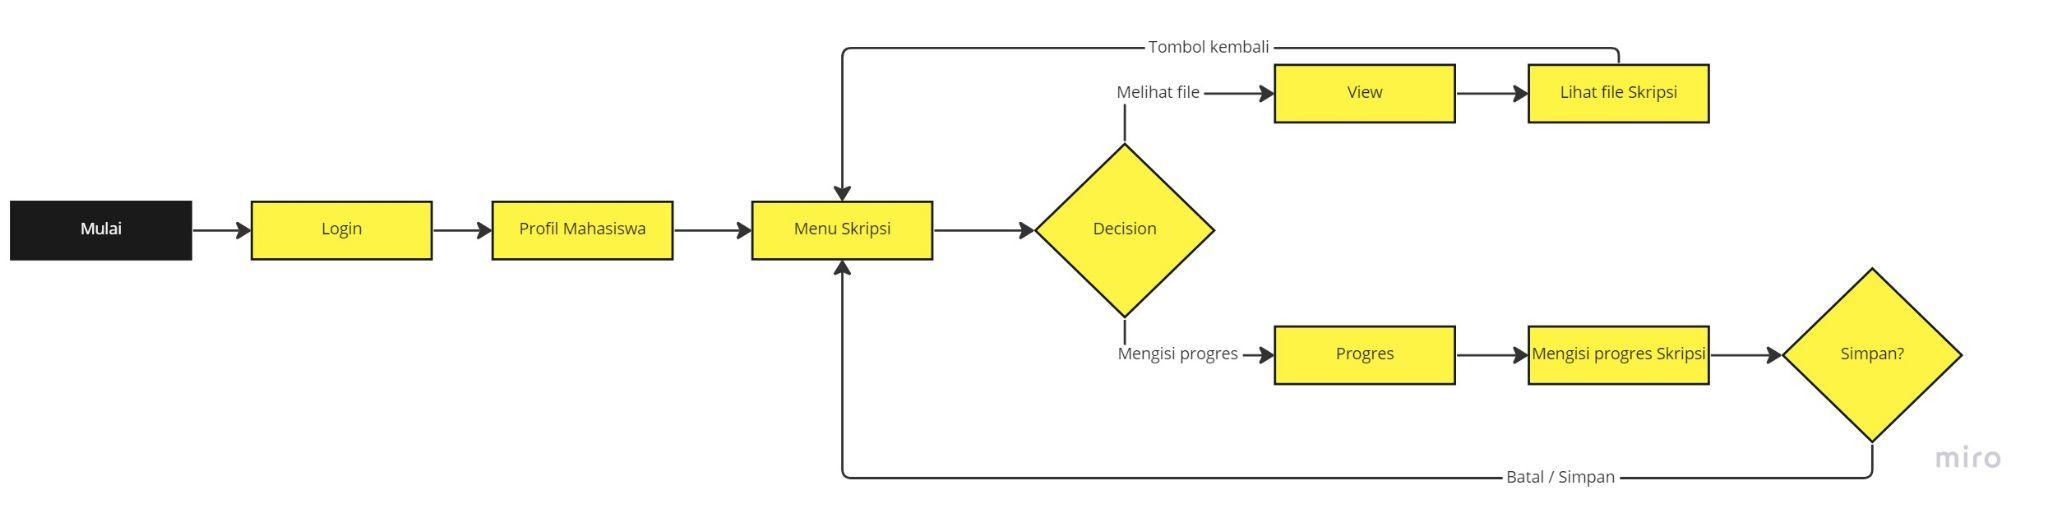 Tombol kembali
Melihat file
View
Lihat file Skripsi
Mulai
Login
Profil Mahasiswa
Menu Skripsi
Decision
Mengisi progres
Progres
Mengisi progres Skripsi
Simpan?
Batal / Simpan
miro